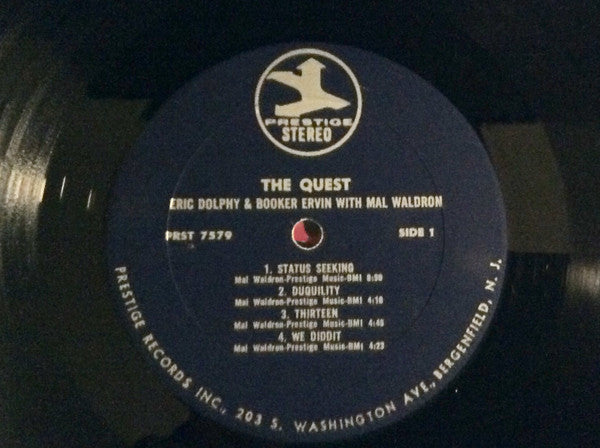 PRESTIGE
STEREO
THE QUEST
ERIC DOLPHY & BOOKER ERVIN WITH MAL WALDRON
PRST 7579 SIDE 1
1. STATUS SEEKING
Mal Waldron-Prestige Music-BMI 8:50
2. DUQUILITY
Mal Waldron-Prestige Music-BMI 4:10
3. THIRTEEN
Mal Waldron-Prestige Music-BMI 4:45
4. WE DIDDIT
Mal Waldron-Prestige Music-BMI 4:23
PRESTIGE RECORDS INC., 203 S. WASHINGTON AVE., BERGENFIELD, N. J.